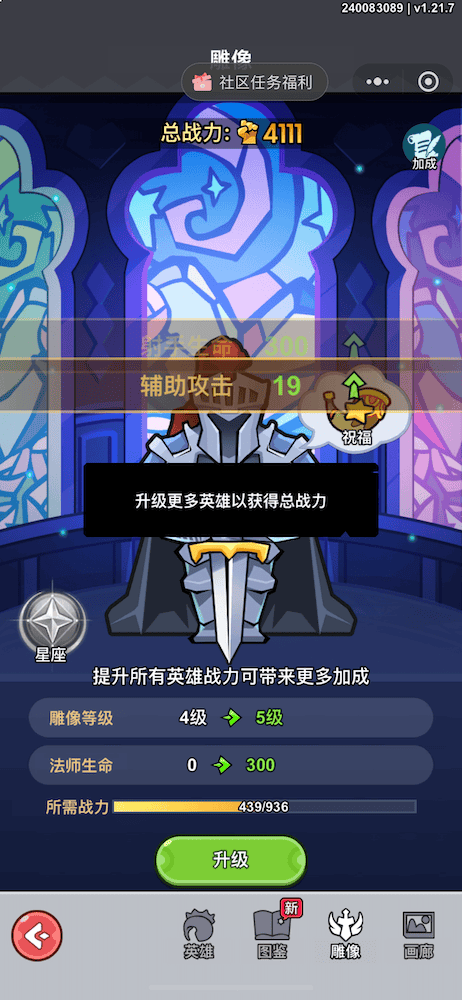 240083089 | v1.21.7
雕像
社区任务福利
总战力: 4111
加成
射手生命 300
辅助攻击 19
祝福
升级更多英雄以获得总战力
星座
提升所有英雄战力可带来更多加成
雕像等级 4级 5级
法师生命 0 300
所需战力 439/936
升级
新
英雄 图鉴 雕像 画廊